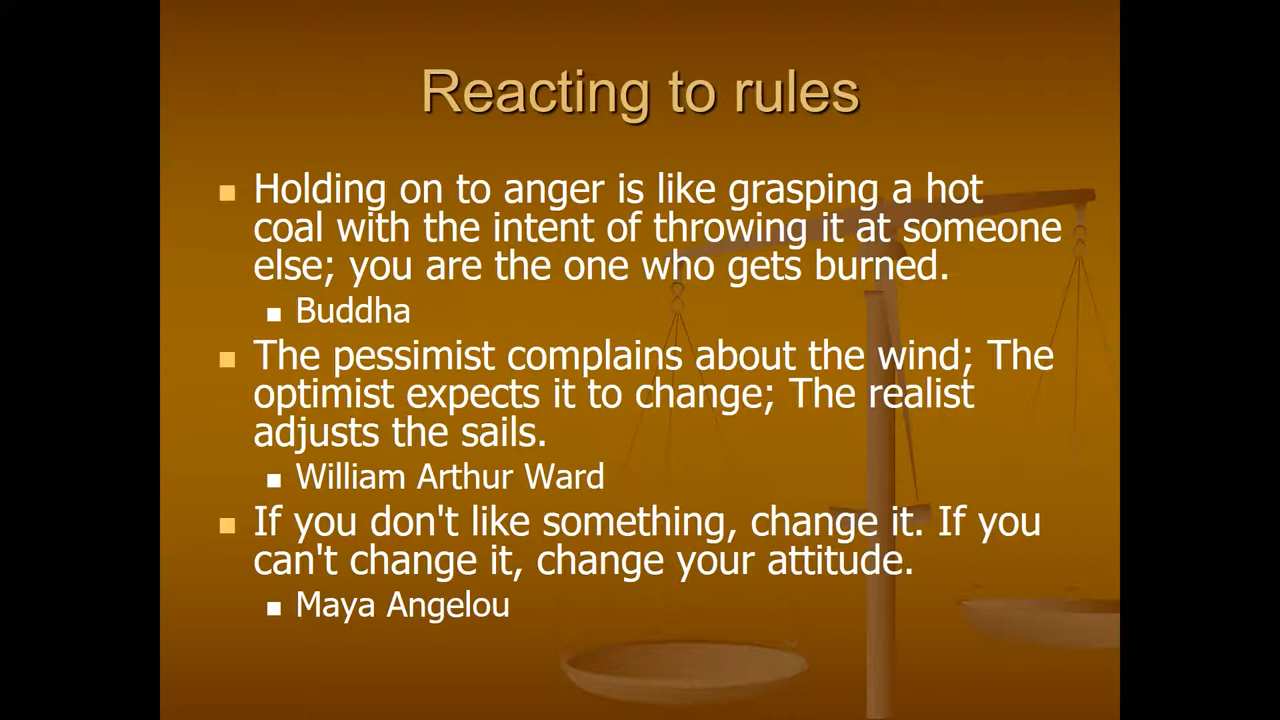 Reacting to rules
Holding on to anger is like grasping a hot
coal with the intent of throwing it at someone
else; you are the one who gets burned.
Buddha
The pessimist complains about the wind; The
optimist expects it to change; The realist
adjusts the sails.
William Arthur Ward
If you don't like something, change it. If you
can't change it, change your attitude.
Maya Angelou